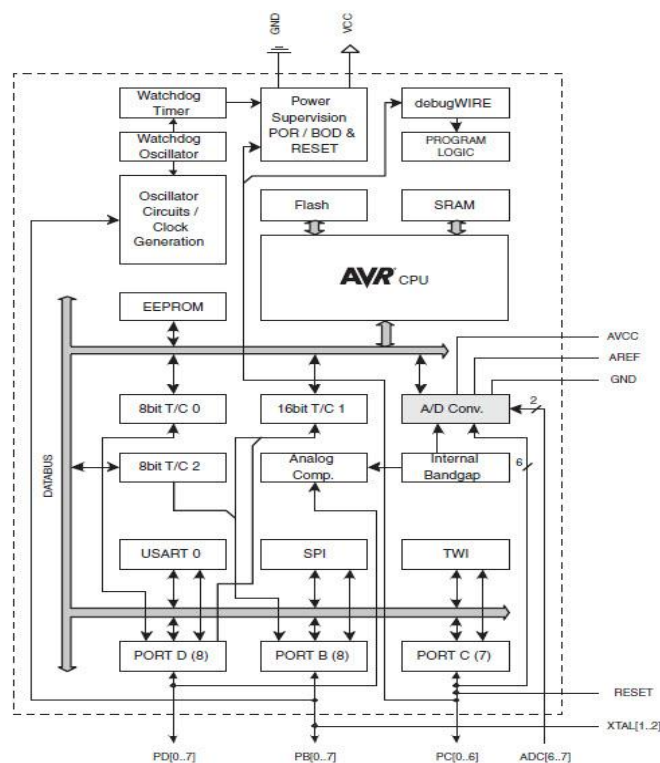 GND
VCC
Watchdog
Timer
Power
Supervision
POR / BOD &
RESET
debugWIRE
Watchdog
Oscillator
PROGRAM
LOGIC
Oscillator
Circuits /
Clock
Generation
Flash
SRAM
AVR CPU
EEPROM
AVCC
AREF
GND
8bit T/C 0
16bit T/C 1
A/D Conv.
2
DATABUS
8bit T/C 2
Analog
Comp.
Internal
Bandgap
6
USART 0
SPI
TWI
PORT D (8)
PORT B (8)
PORT C (7)
RESET
XTAL[1..2]
PD[0..7]
PB[0..7]
PC[0..6]
ADC[6..7]